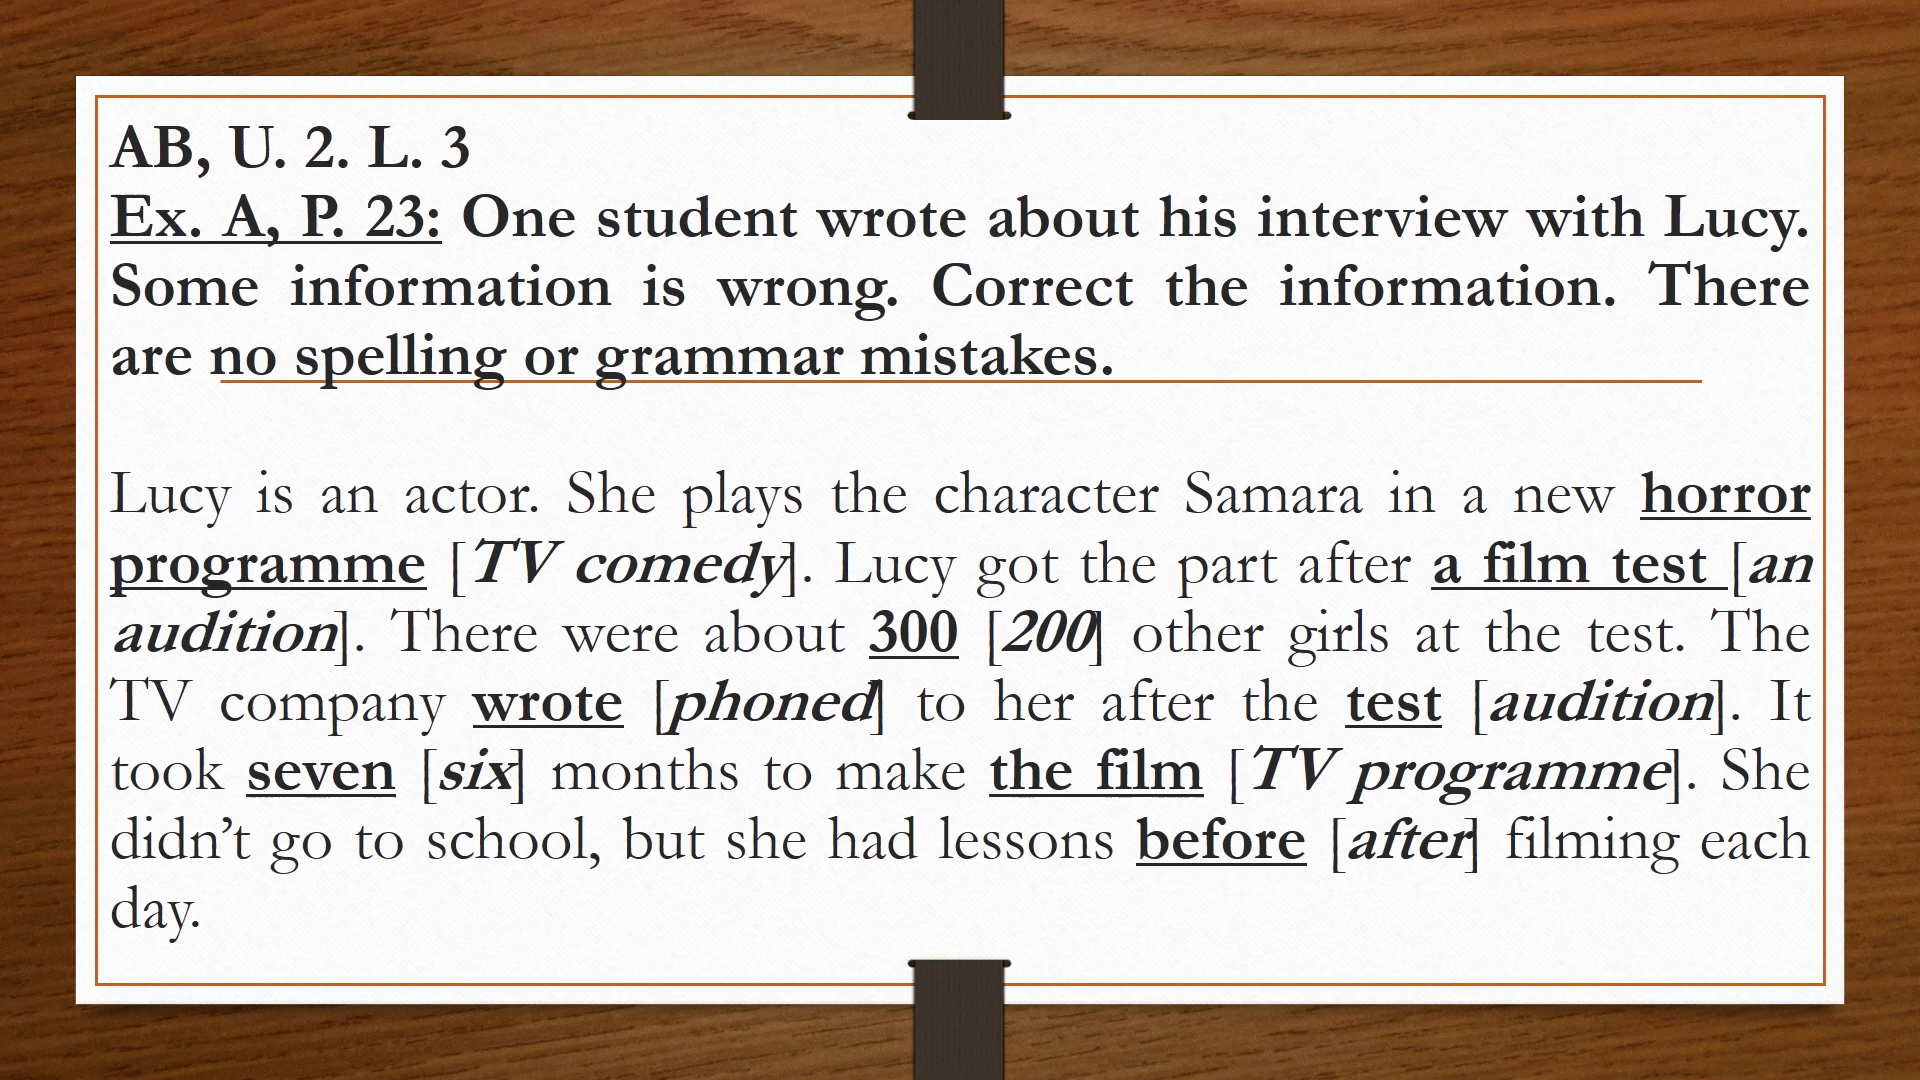 AB, U. 2. L. 3
Ex. A, P. 23: One student wrote about his interview with Lucy.
Some information is wrong. Correct the information. There
are no spelling or grammar mistakes.
Lucy is an actor. She plays the character Samara in a new horror
programme [TV comedy]. Lucy got the part after a film test [an
audition]. There were about 300 [200] other girls at the test. The
TV company wrote [phoned] to her after the test [audition]. It
took seven [six] months to make the film [TV programme]. She
didn’t go to school, but she had lessons before [after] filming each
day.